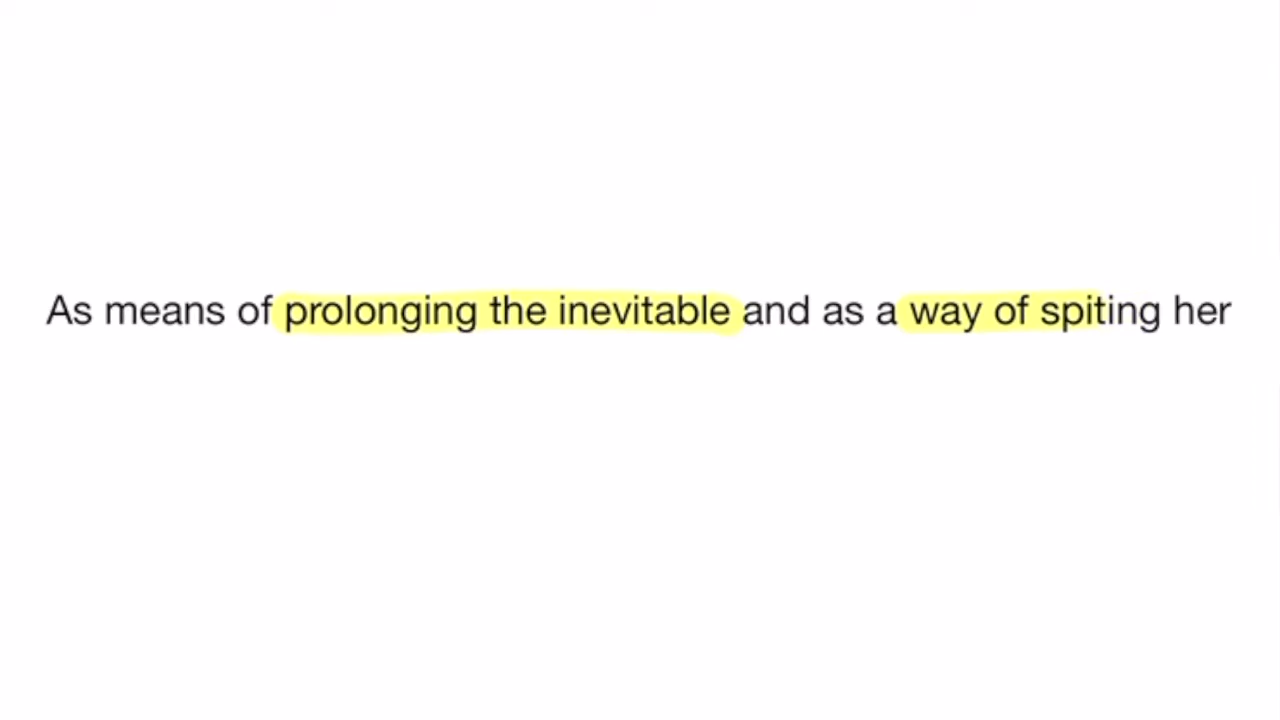 As means of prolonging the inevitable and as a way of spiting her